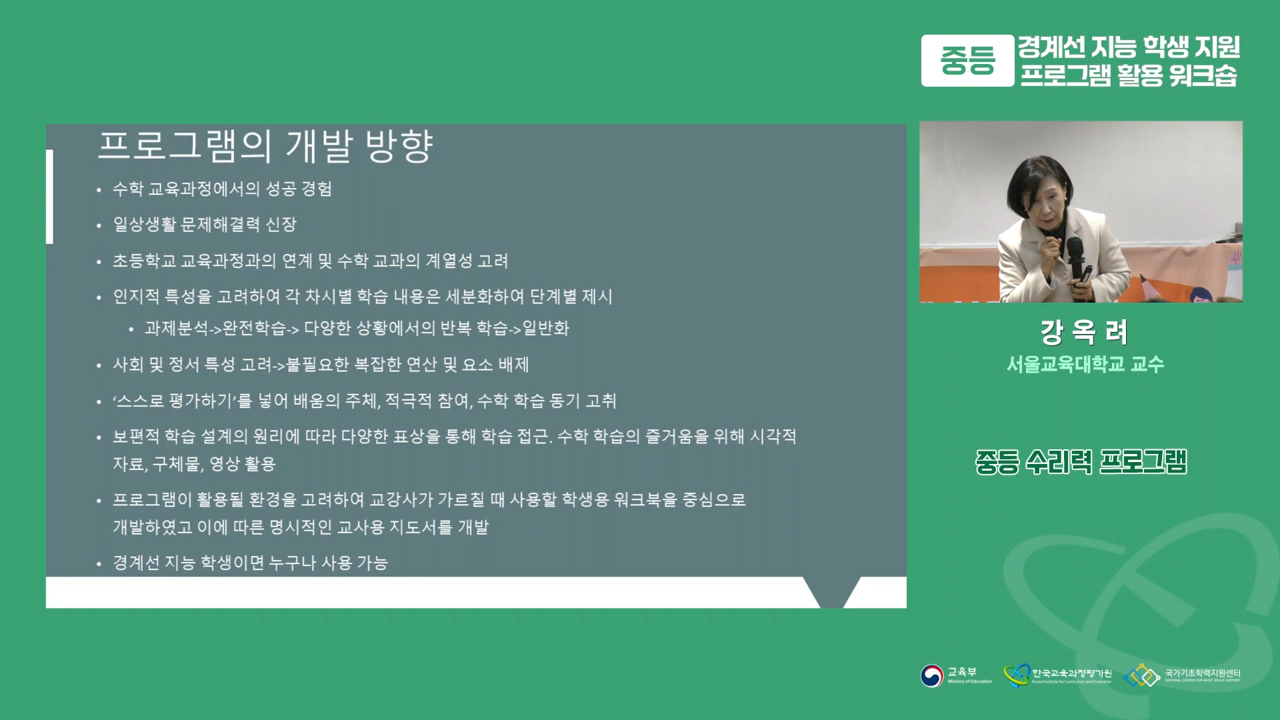 중등
경계선 지능 학생 지원
프로그램 활용 워크숍
프로그램의 개발 방향
• 수학 교육과정에서의 성공 경험
• 일상생활 문제해결력 신장
• 초등학교 교육과정과의 연계 및 수학 교과의 계열성 고려
• 인지적 특성을 고려하여 각 차시별 학습 내용은 세분화하여 단계별 제시
• 과제분석->완전학습-> 다양한 상황에서의 반복 학습->일반화
• 사회 및 정서 특성 고려->불필요한 복잡한 연산 및 요소 배제
• ‘스스로 평가하기’를 넣어 배움의 주체, 적극적 참여, 수학 학습 동기 고취
• 보편적 학습 설계의 원리에 따라 다양한 표상을 통해 학습 접근. 수학 학습의 즐거움을 위해 시각적
자료, 구체물, 영상 활용
• 프로그램이 활용될 환경을 고려하여 교강사가 가르칠 때 사용할 학생용 워크북을 중심으로
개발하였고 이에 따른 명시적인 교사용 지도서를 개발
• 경계선 지능 학생이면 누구나 사용 가능
강 옥 려
서울교육대학교 교수
중등 수리력 프로그램
교육부
Ministry of Education
한국교육과정평가원
Korea Institute for Curriculum and Evaluation
국가기초학력지원센터
NATIONAL CENTER FOR BASIC SKILLS SUPPORT